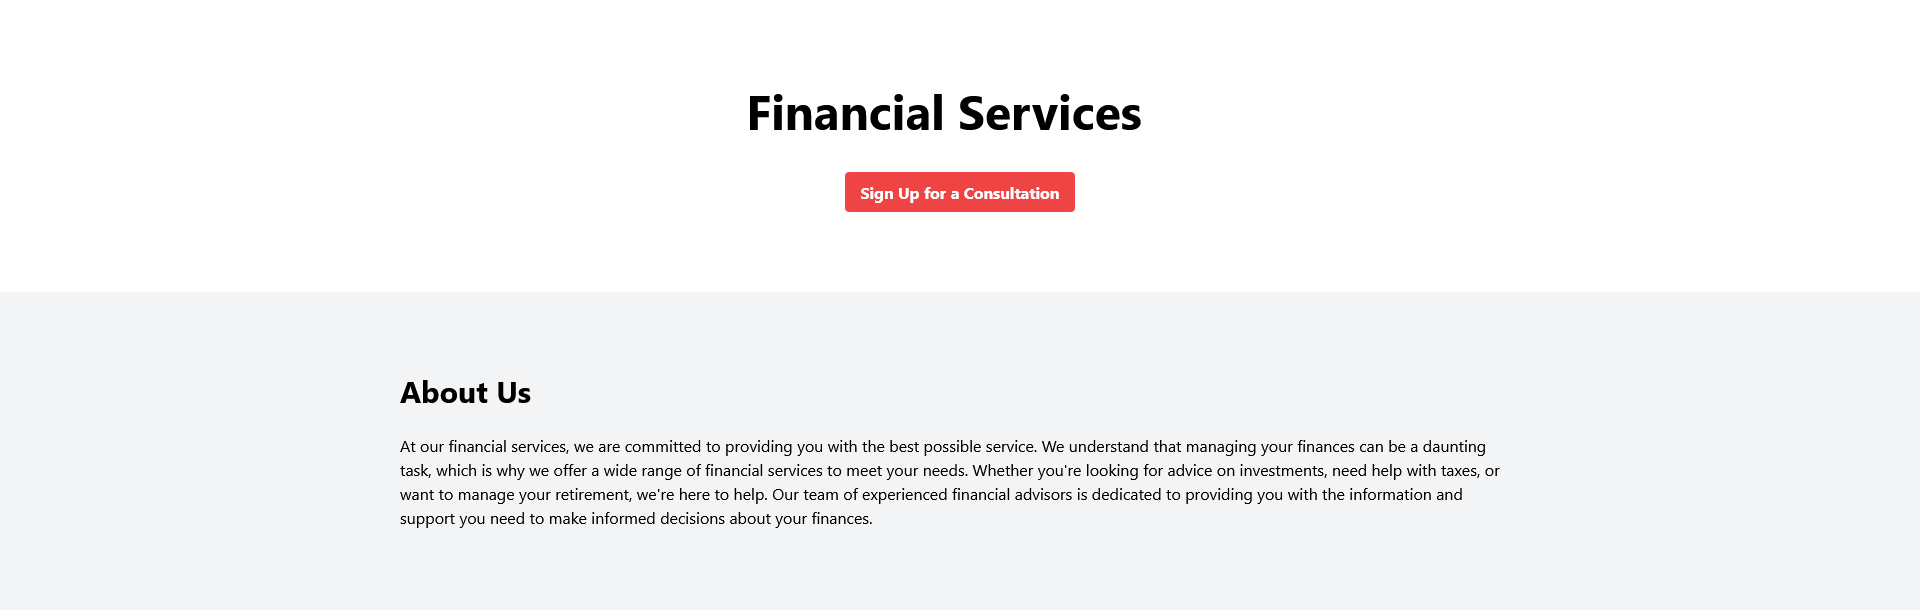 Financial Services
Sign Up for a Consultation
About Us
At our financial services, we are committed to providing you with the best possible service. We understand that managing your finances can be a daunting
task, which is why we offer a wide range of financial services to meet your needs. Whether you're looking for advice on investments, need help with taxes, or
want to manage your retirement, we're here to help. Our team of experienced financial advisors is dedicated to providing you with the information and
support you need to make informed decisions about your finances.